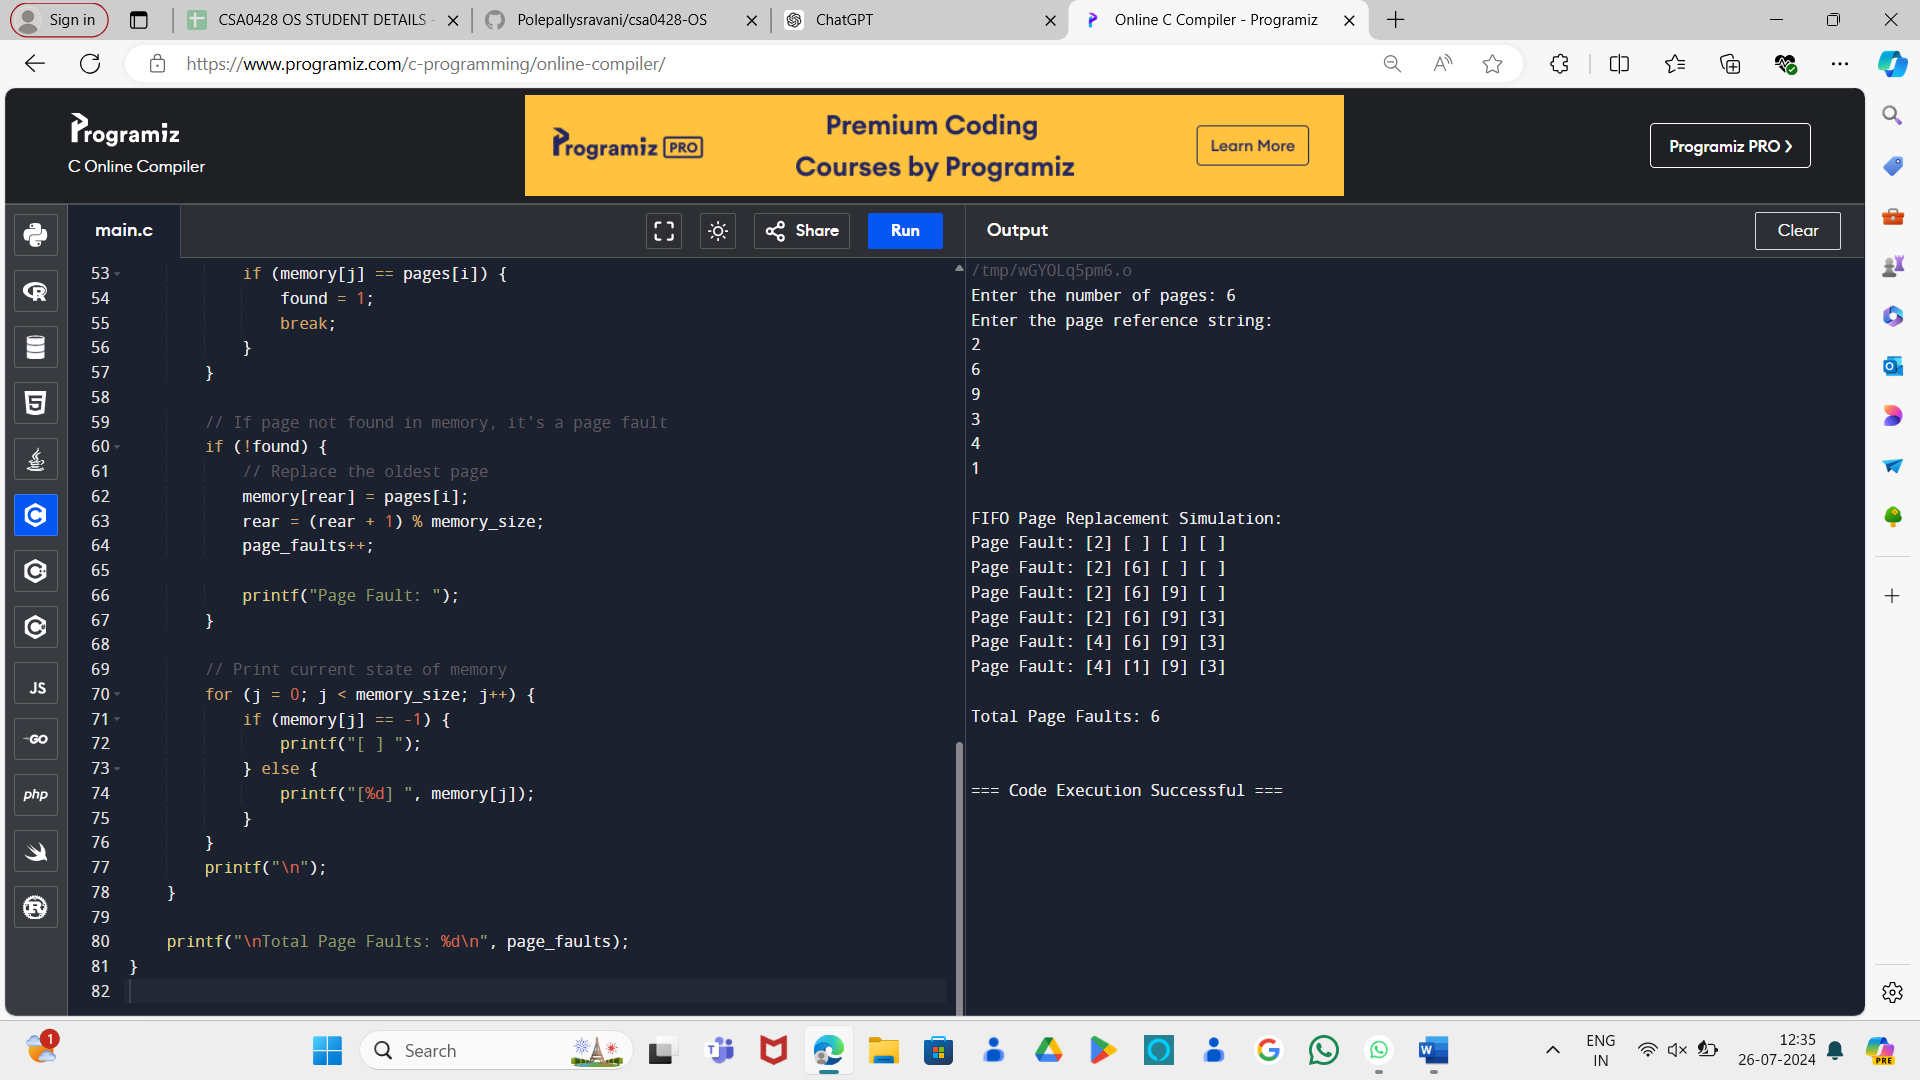 Sign in
CSA0428 OS STUDENT DETAILS -
Polepallysravani/csa0428-OS
ChatGPT
Online C Compiler - Programiz
https://www.programiz.com/c-programming/online-compiler/
Programiz
C Online Compiler
Programiz PRO
Premium Coding
Courses by Programiz
Learn More
Programiz PRO
main.c
Share
Run
Output
Clear
53 if (memory[j] == pages[i]) {
54 found = 1;
55 break;
56 }
57 }
58
59 // If page not found in memory, it's a page fault
60 if (!found) {
61 // Replace the oldest page
62 memory[rear] = pages[i];
63 rear = (rear + 1) % memory_size;
64 page_faults++;
65
66 printf("Page Fault: ");
67 }
68
69 // Print current state of memory
70 for (j = 0; j < memory_size; j++) {
71 if (memory[j] == -1) {
72 printf("[ ] ");
73 } else {
74 printf("[%d] ", memory[j]);
75 }
76 }
77 printf("\n");
78 }
79
80 printf("\nTotal Page Faults: %d\n", page_faults);
81 }
82
/tmp/wGYOLq5pm6.o
Enter the number of pages: 6
Enter the page reference string:
2
6
9
3
4
1
FIFO Page Replacement Simulation:
Page Fault: [2] [ ] [ ] [ ]
Page Fault: [2] [6] [ ] [ ]
Page Fault: [2] [6] [9] [ ]
Page Fault: [2] [6] [9] [3]
Page Fault: [4] [6] [9] [3]
Page Fault: [4] [1] [9] [3]
Total Page Faults: 6
=== Code Execution Successful ===
JS
GO
php
1
Search
ENG
IN
12:35
26-07-2024
PRE